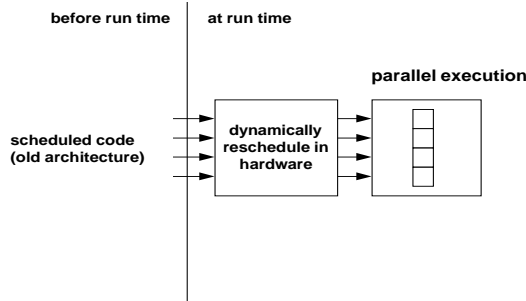 before run time
at run time
parallel execution
scheduled code
(old architecture)
dynamically
reschedule in
hardware